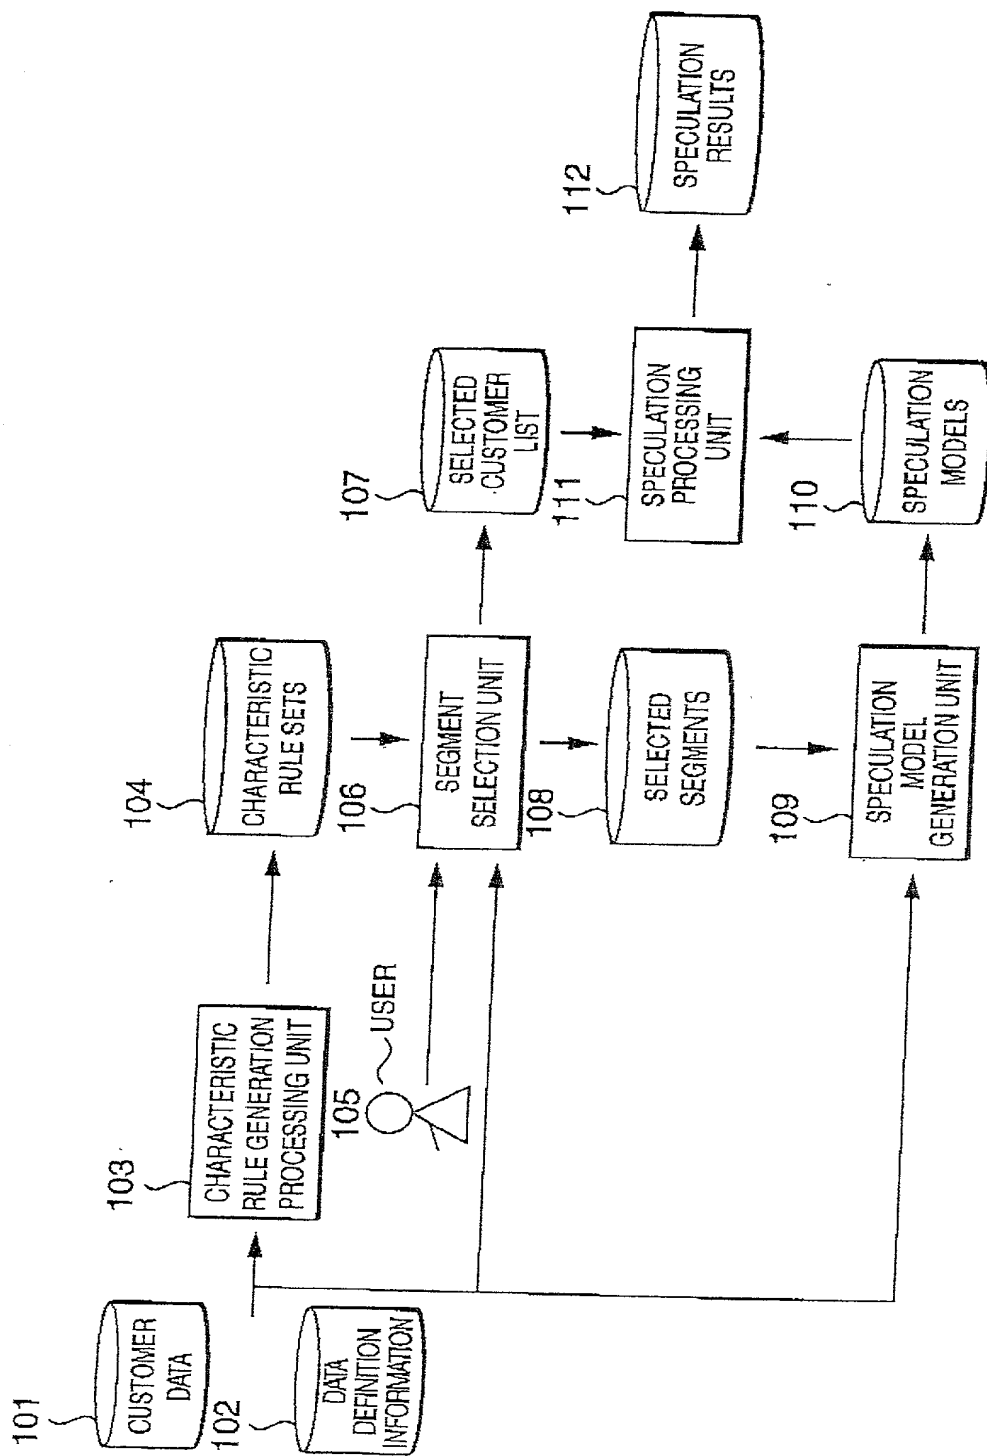 101
CUSTOMER
DATA
102
DATA
DEFINITION
INFORMATION
103
CHARACTERISTIC
RULE GENERATION
PROCESSING UNIT
104
CHARACTERISTIC
RULE SETS
105
USER
106
SEGMENT
SELECTION UNIT
107
SELECTED
CUSTOMER
LIST
108
SELECTED
SEGMENTS
109
SPECULATION
MODEL
GENERATION UNIT
110
SPECULATION
MODELS
111
SPECULATION
PROCESSING
UNIT
112
SPECULATION
RESULTS